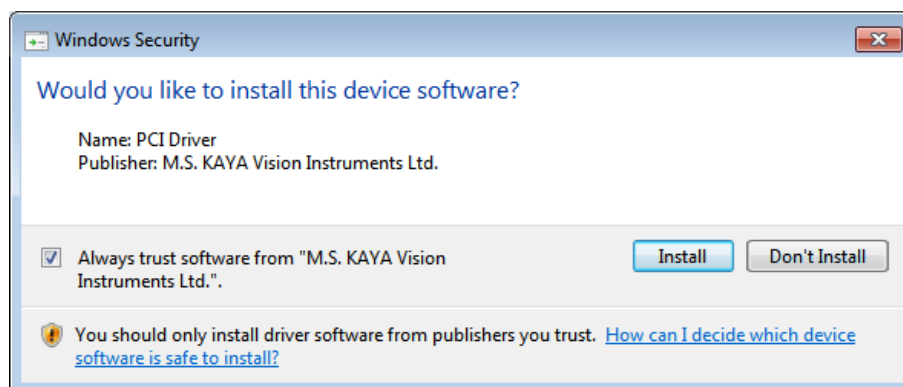 Windows Security
Would you like to install this device software?
Name: PCI Driver
Publisher: M.S. KAYA Vision Instruments Ltd.
Always trust software from "M.S. KAYA Vision
Instruments Ltd.".
Install
Don't Install
You should only install driver software from publishers you trust. How can I decide which device
software is safe to install?